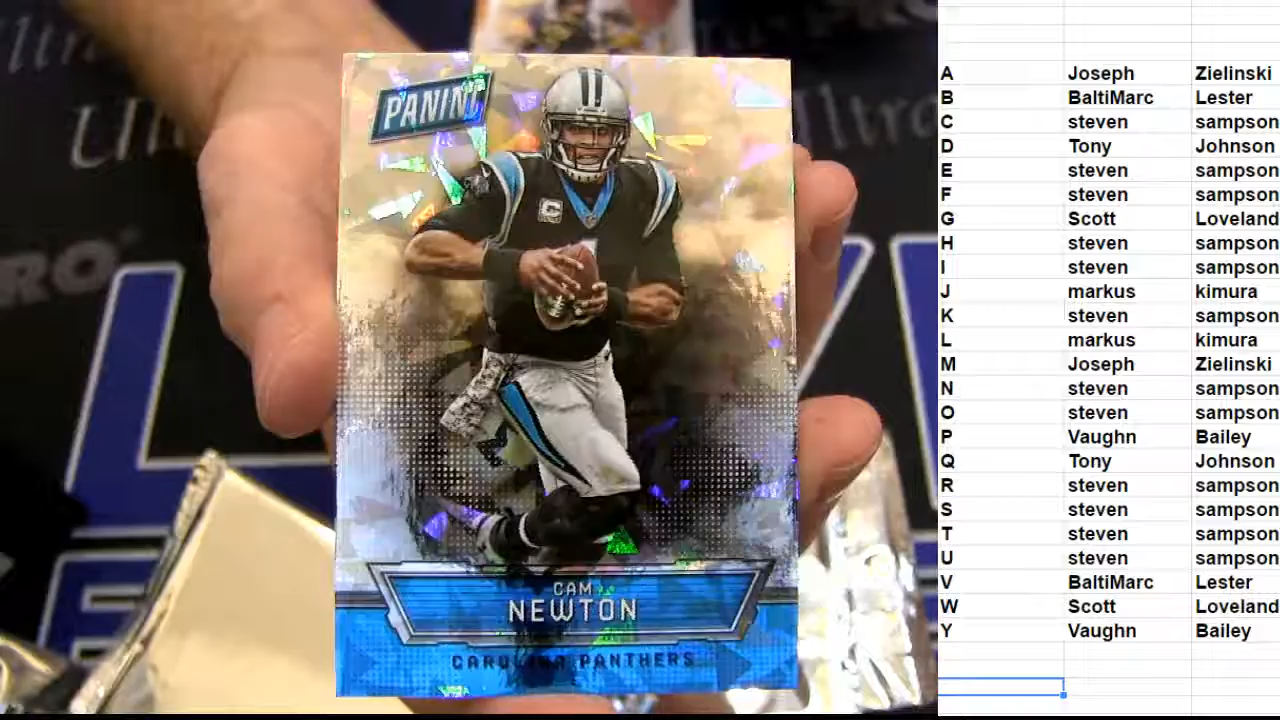 PANINI
C
CAM
NEWTON
CAROLINA PANTHERS
A Joseph Zielinski
B BaltiMarc Lester
C steven sampson
D Tony Johnson
E steven sampson
F steven sampson
G Scott Loveland
H steven sampson
I steven sampson
J markus kimura
K steven sampson
L markus kimura
M Joseph Zielinski
N steven sampson
O steven sampson
P Vaughn Bailey
Q Tony Johnson
R steven sampson
S steven sampson
T steven sampson
U steven sampson
V BaltiMarc Lester
W Scott Loveland
Y Vaughn Bailey